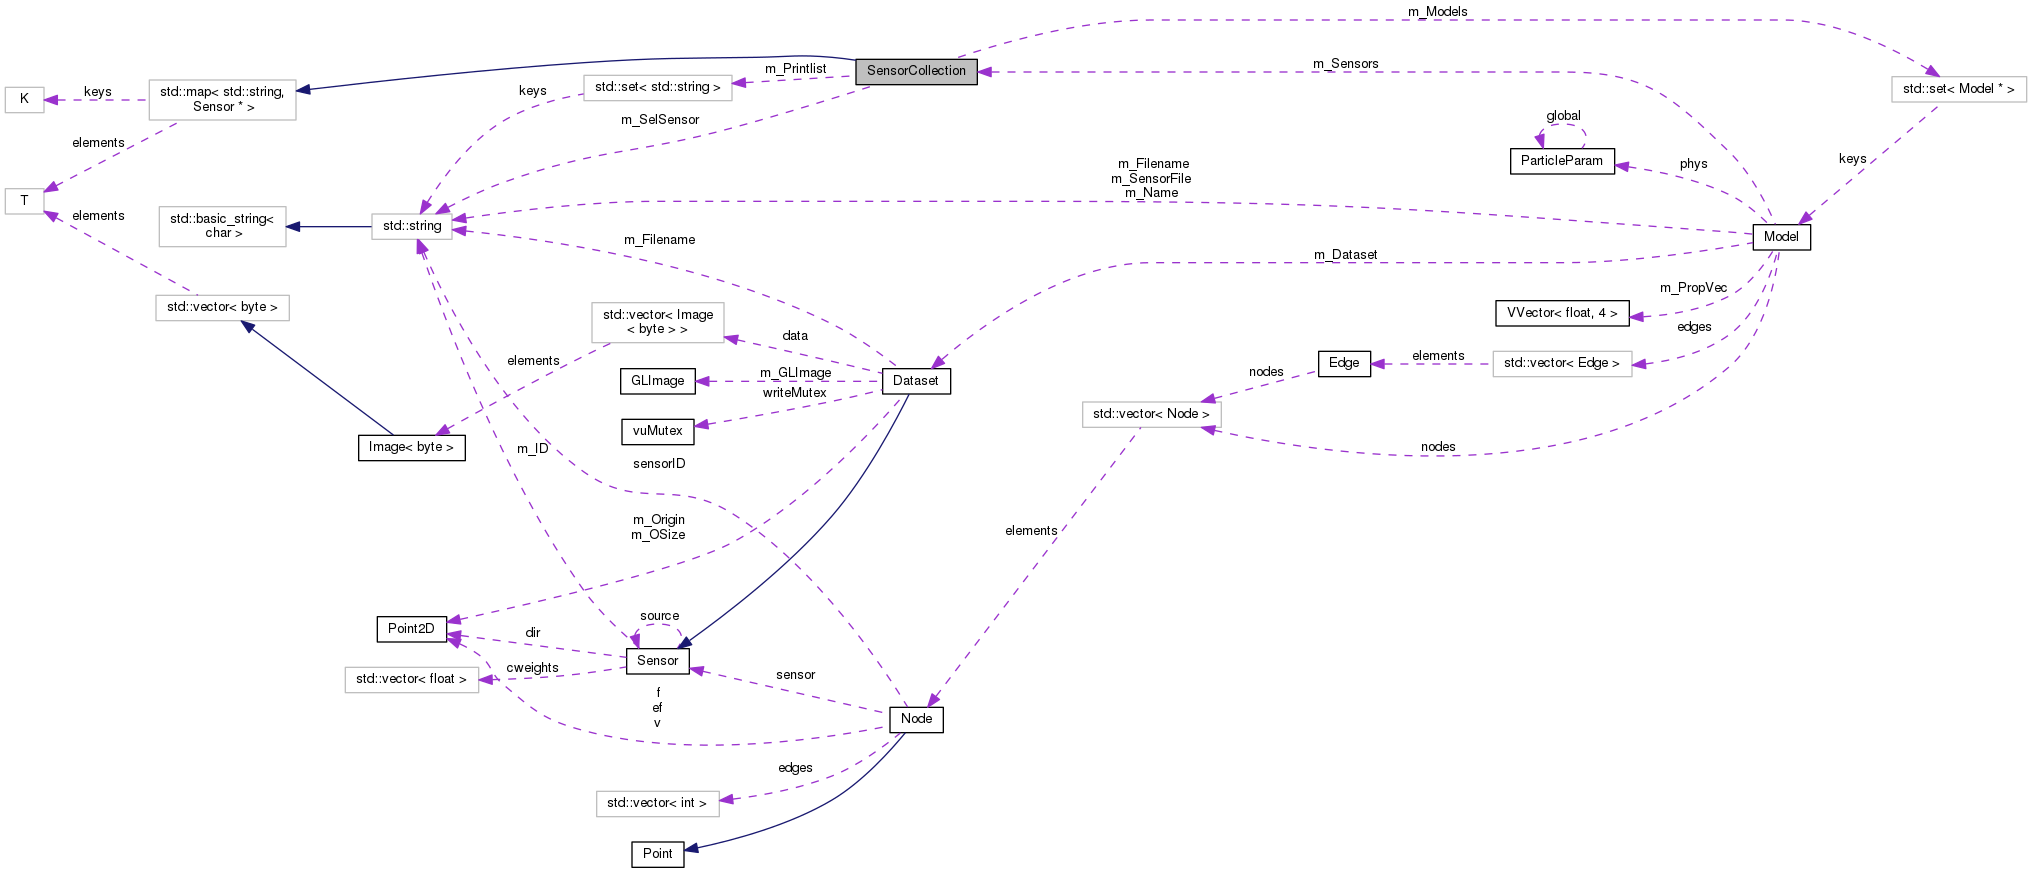 m_Models
SensorCollection
m_Printlist
m_Sensors
K
keys
std::map< std::string,
Sensor * >
keys
std::set< std::string >
std::set< Model * >
m_SelSensor
global
elements
ParticleParam
phys
keys
m_Filename
m_SensorFile
m_Name
T
elements
std::basic_string<
char >
std::string
m_Filename
Model
m_Dataset
m_PropVec
std::vector< byte >
std::vector< Image
< byte > >
data
VVector< float, 4 >
edges
elements
GLImage
m_GLImage
writeMutex
Dataset
nodes
Edge
elements
std::vector< Edge >
std::vector< Node >
vuMutex
Image< byte >
m_ID
sensorID
nodes
m_Origin
m_OSize
elements
Point2D
dir
source
Sensor
std::vector< float >
cweights
sensor
f
ef
v
Node
edges
std::vector< int >
Point